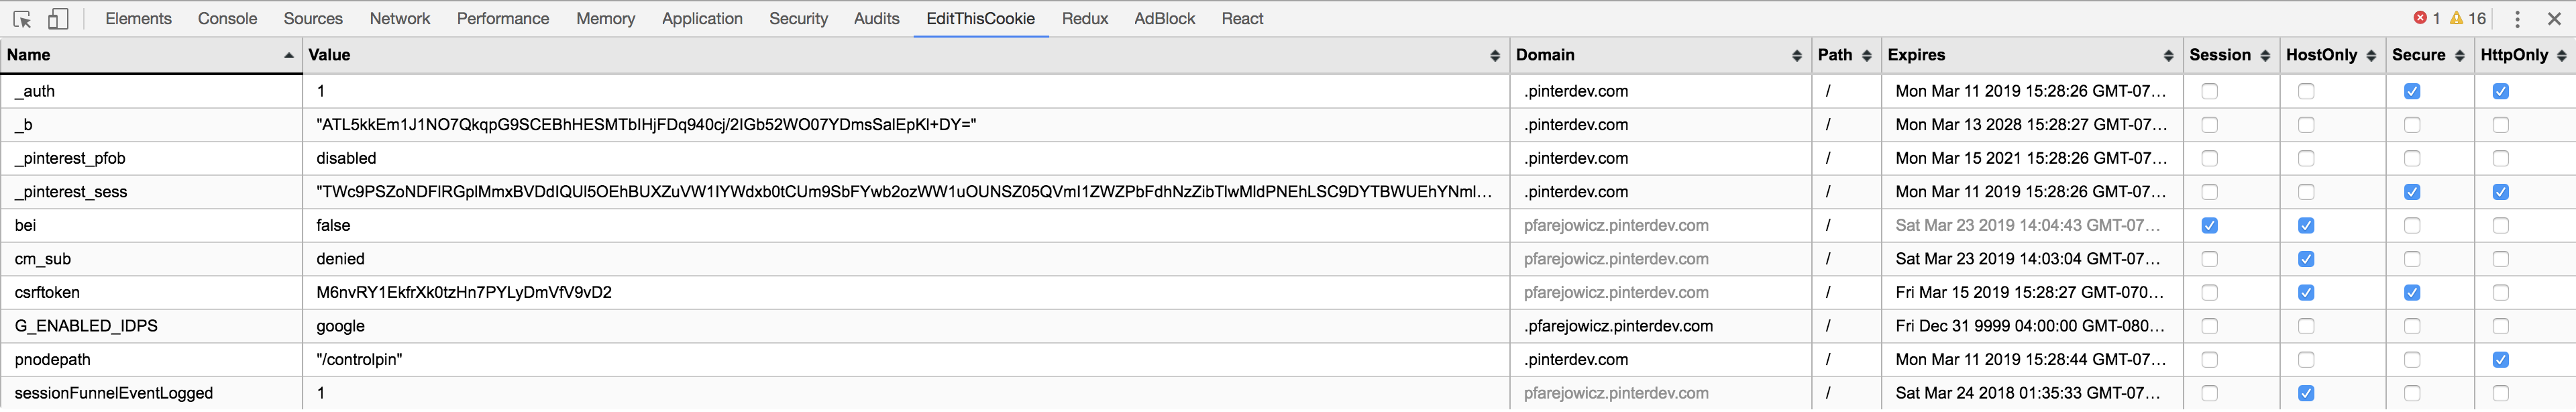 Elements Console Sources Network Performance Memory Application Security Audits EditThisCookie Redux AdBlock React 1 16
Name Value Domain Path Expires Session HostOnly Secure HttpOnly
_auth 1 .pinterdev.com / Mon Mar 11 2019 15:28:26 GMT-07...
_b "ATL5kkEm1J1NO7QkqpG9SCEBhHESMTbIHjFDq940cj/2IGb52WO07YDmsSalEpKl+DY=" .pinterdev.com / Mon Mar 13 2028 15:28:27 GMT-07...
_pinterest_pfob disabled .pinterdev.com / Mon Mar 15 2021 15:28:26 GMT-07...
_pinterest_sess .pinterdev.com / Mon Mar 11 2019 15:28:26 GMT-07...
bei false pfarejowicz.pinterdev.com / Sat Mar 23 2019 14:04:43 GMT-07...
cm_sub denied pfarejowicz.pinterdev.com / Sat Mar 23 2019 14:03:04 GMT-07...
csrftoken M6nvRY1EkfrXk0tzHn7PYLyDmVfV9vD2 pfarejowicz.pinterdev.com / Fri Mar 15 2019 15:28:27 GMT-070...
G_ENABLED_IDPS google .pfarejowicz.pinterdev.com / Fri Dec 31 9999 04:00:00 GMT-080...
pnodepath "/controlpin" .pinterdev.com / Mon Mar 11 2019 15:28:44 GMT-07...
sessionFunnelEventLogged 1 pfarejowicz.pinterdev.com / Sat Mar 24 2018 01:35:33 GMT-07...